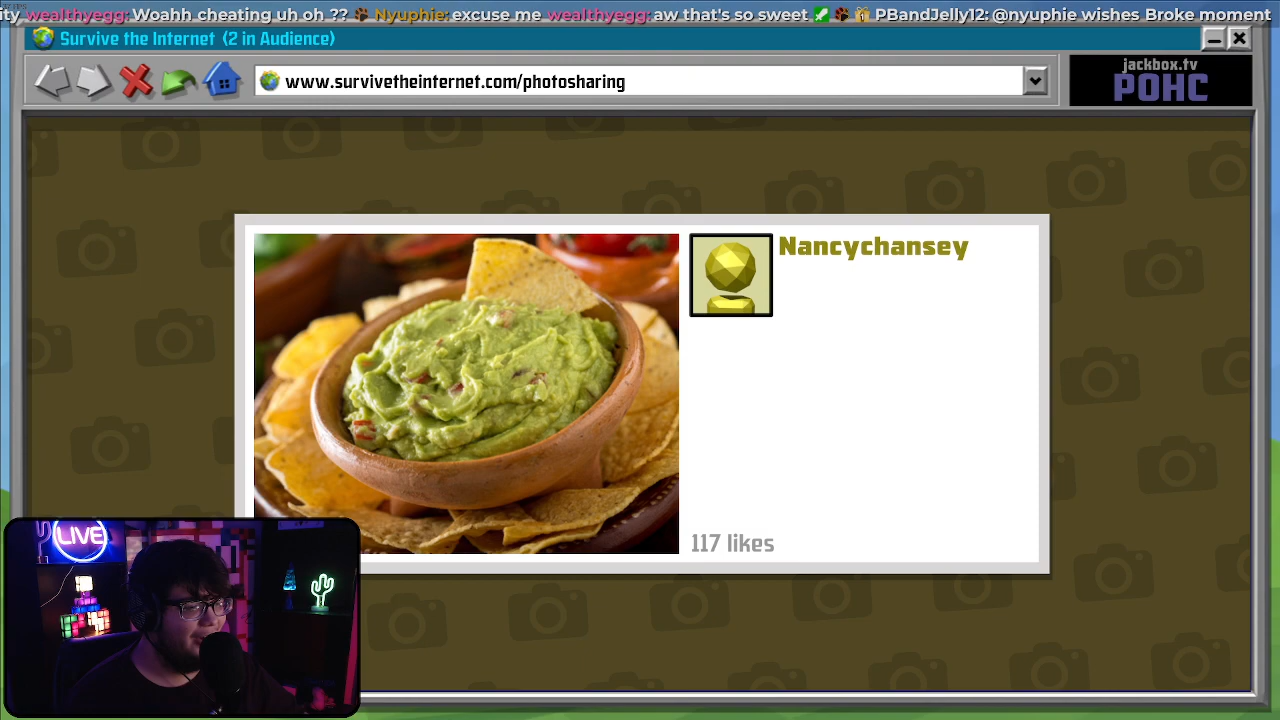 ity wealthyegg: Woahh cheating uh oh ?? Nyuphie: excuse me wealthyegg: aw that's so sweet PBandJelly12: @nyuphie wishes Broke moment
Survive the Internet (2 in Audience)
www.survivetheinternet.com/photosharing
jackbox.tv
POHC
Nancychansey
117 likes
LIVE